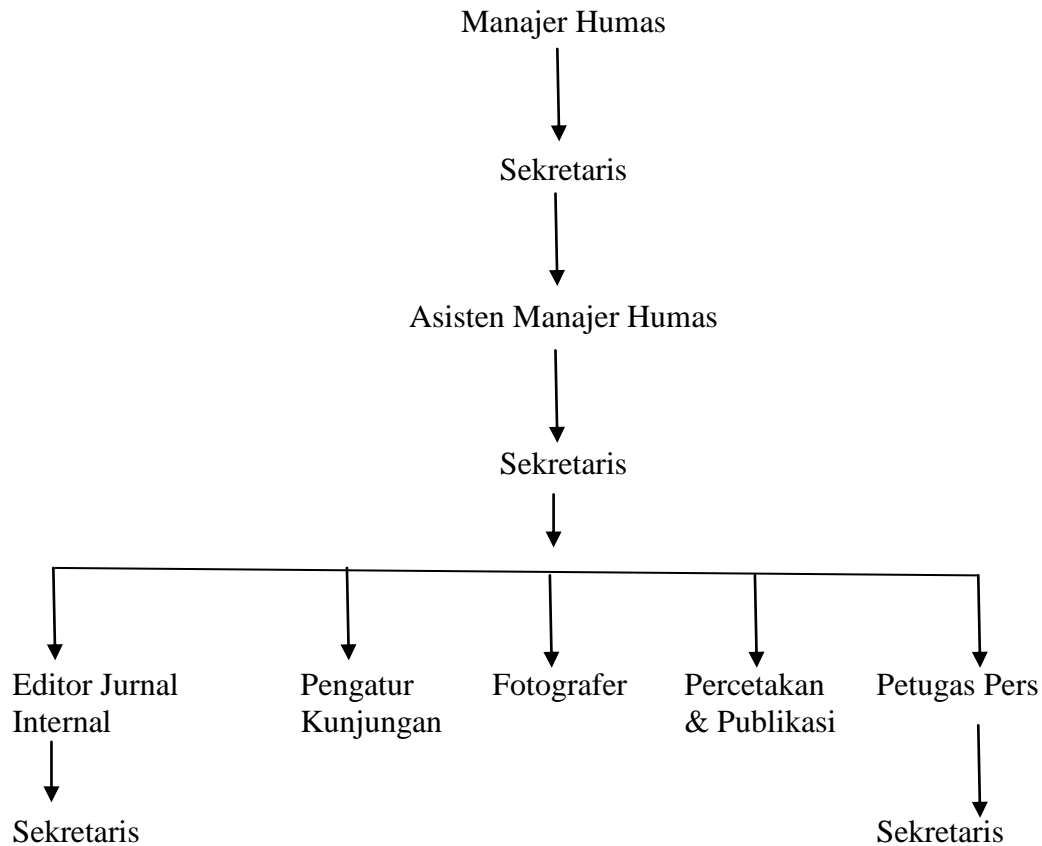 Manajer Humas
Sekretaris
Asisten Manajer Humas
Sekretaris
Editor Jurnal
Internal
Pengatur
Kunjungan
Fotografer
Percetakan
& Publikasi
Petugas Pers
Sekretaris
Sekretaris